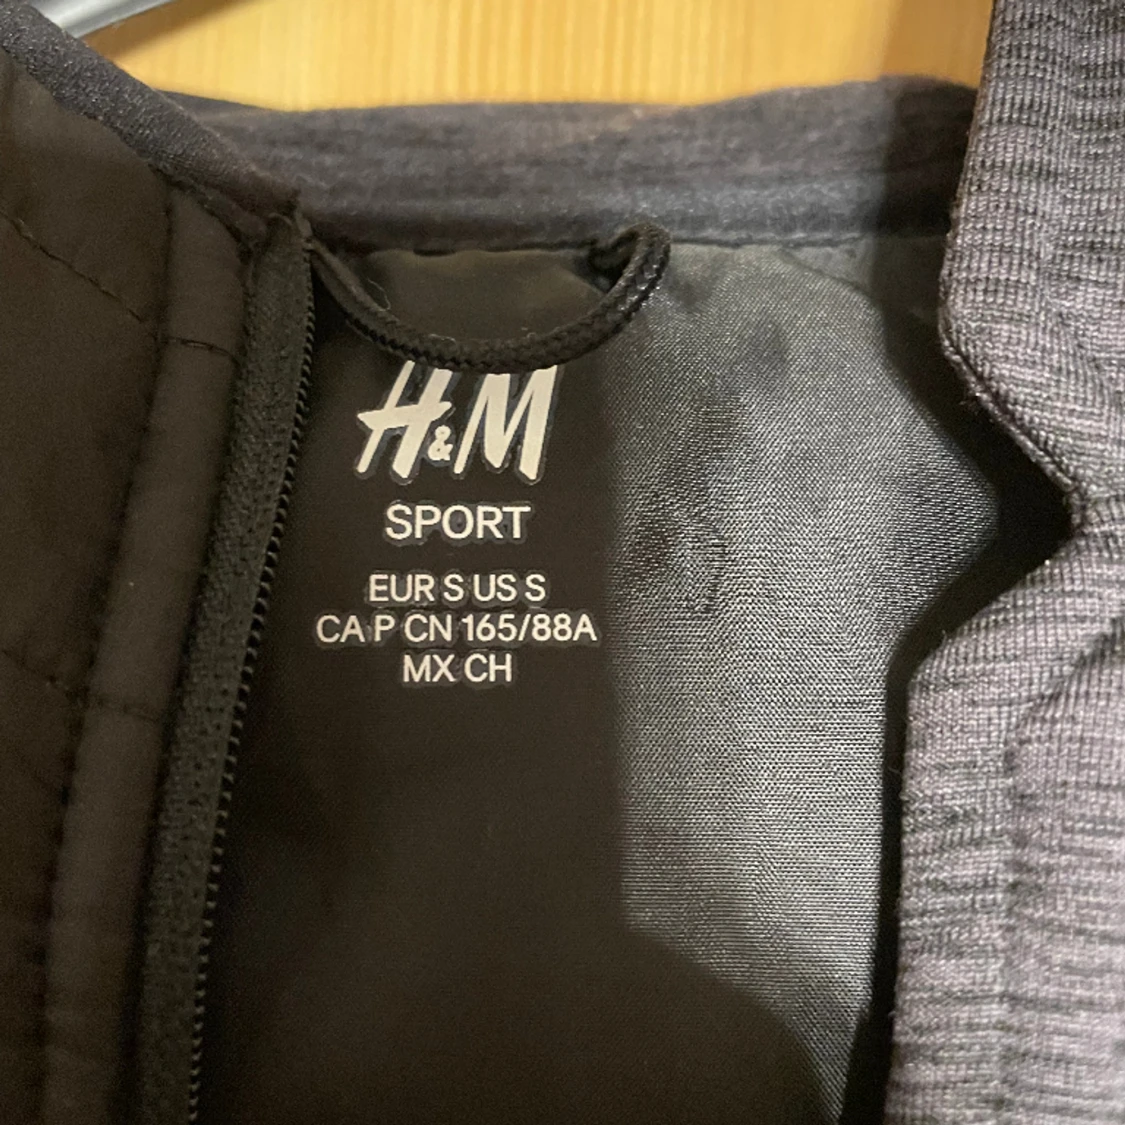 H&M
SPORT
EUR S US S
CA P CN 165/88A
MX CH